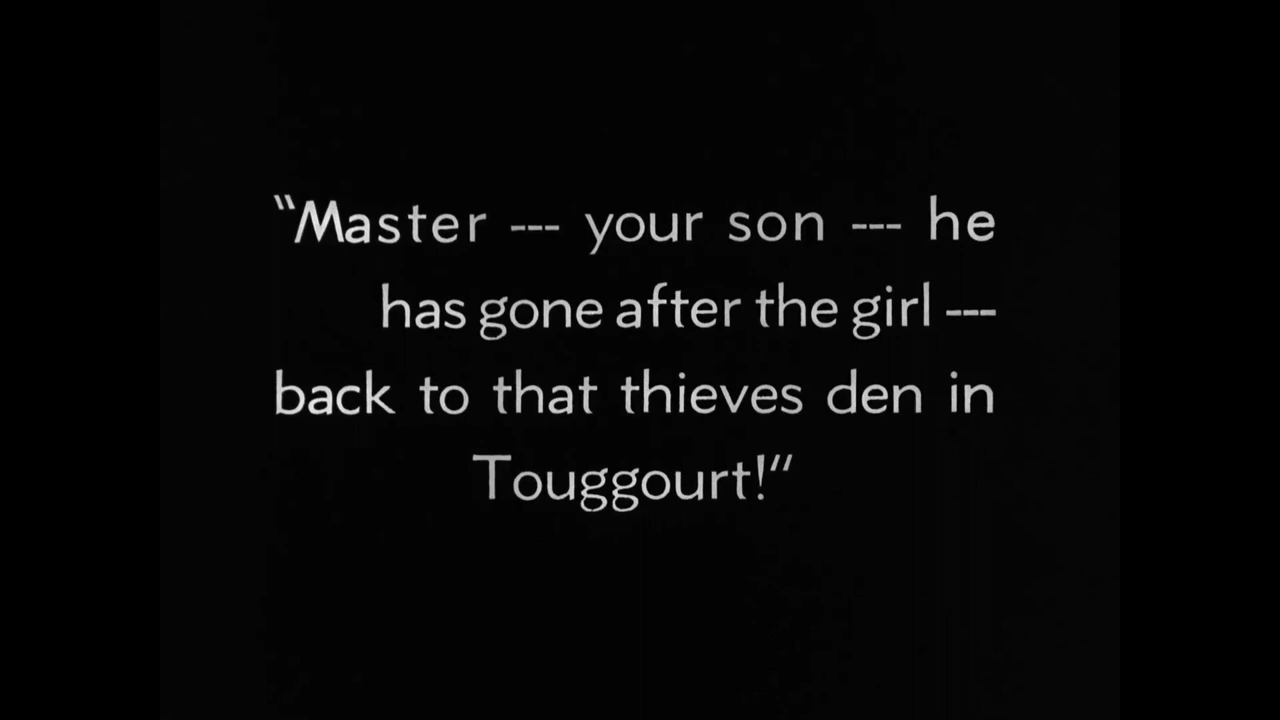 "Master --- your son --- he
has gone after the girl ---
back to that thieves den in
Touggourt!"